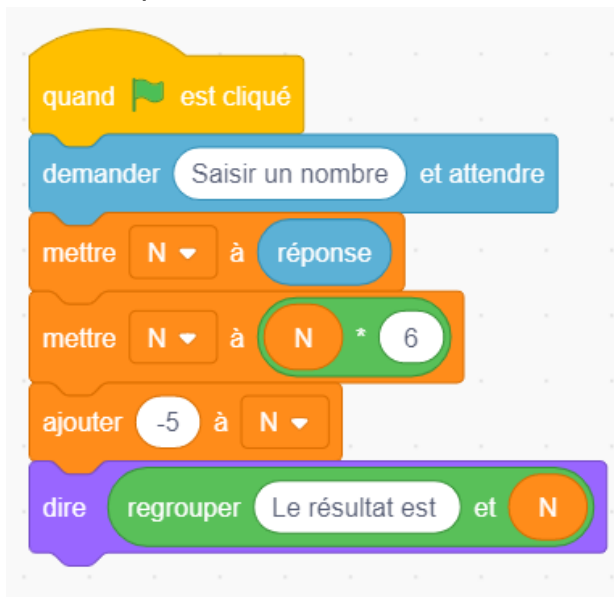 quand est cliqué
demander Saisir un nombre et attendre
mettre N à réponse
mettre N à N * 6
ajouter -5 à N
dire regrouper Le résultat est et N